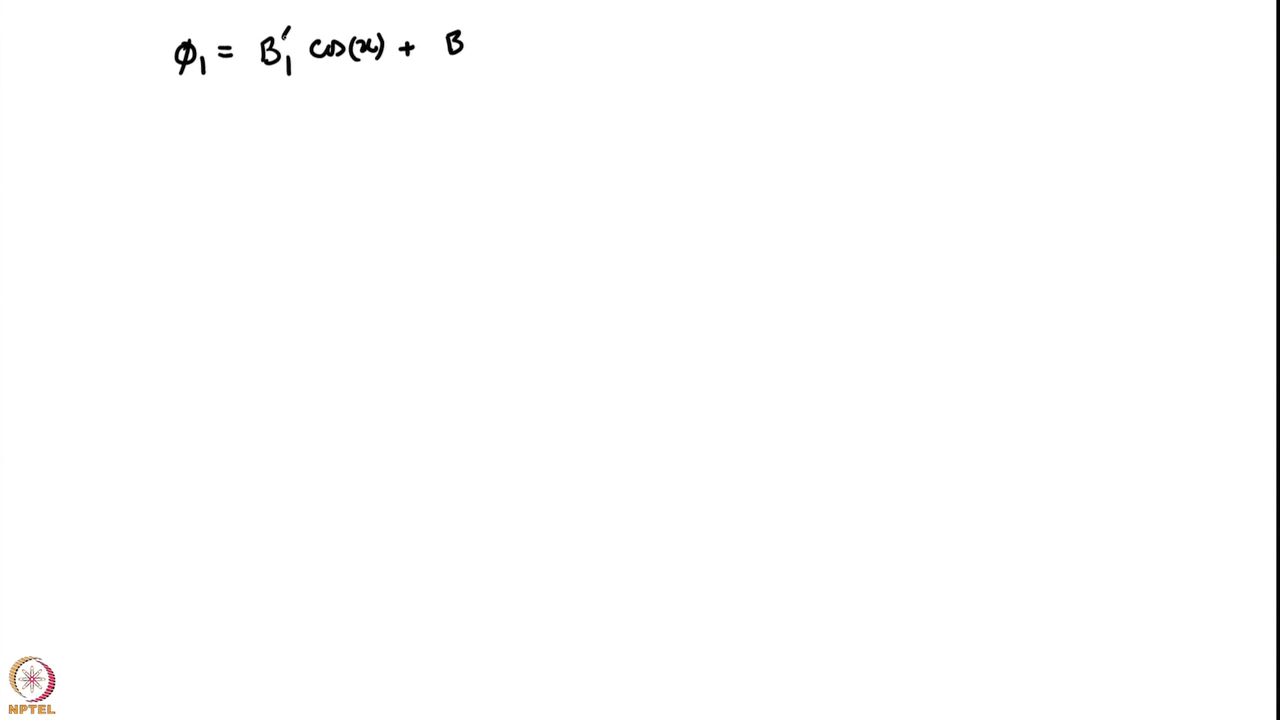 ϕ₁ = B₁′ cos(x) + B
NPTEL